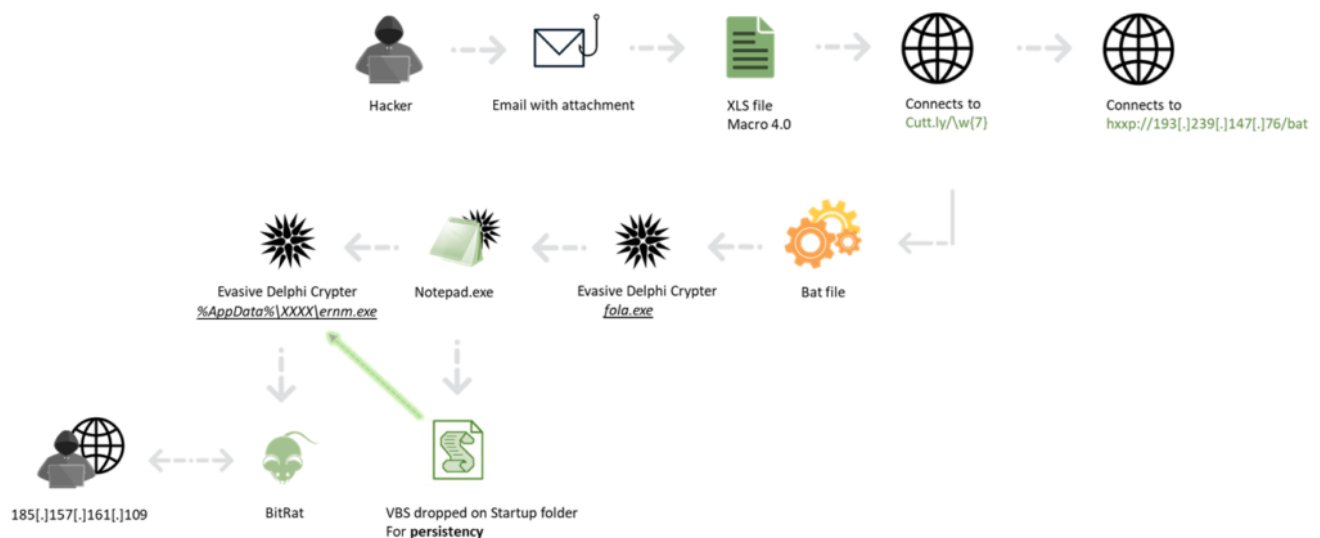 Hacker
Email with attachment
XLS file
Macro 4.0
Connects to
Cutt.ly/\w{7}
Connects to
hxxp://193[.]239[.]147[.]76/bat
Evasive Delphi Crypter
%AppData%\XXXX\ernm.exe
Notepad.exe
Evasive Delphi Crypter
fola.exe
Bat file
185[.]157[.]161[.]109
BitRat
VBS dropped on Startup folder
For persistency